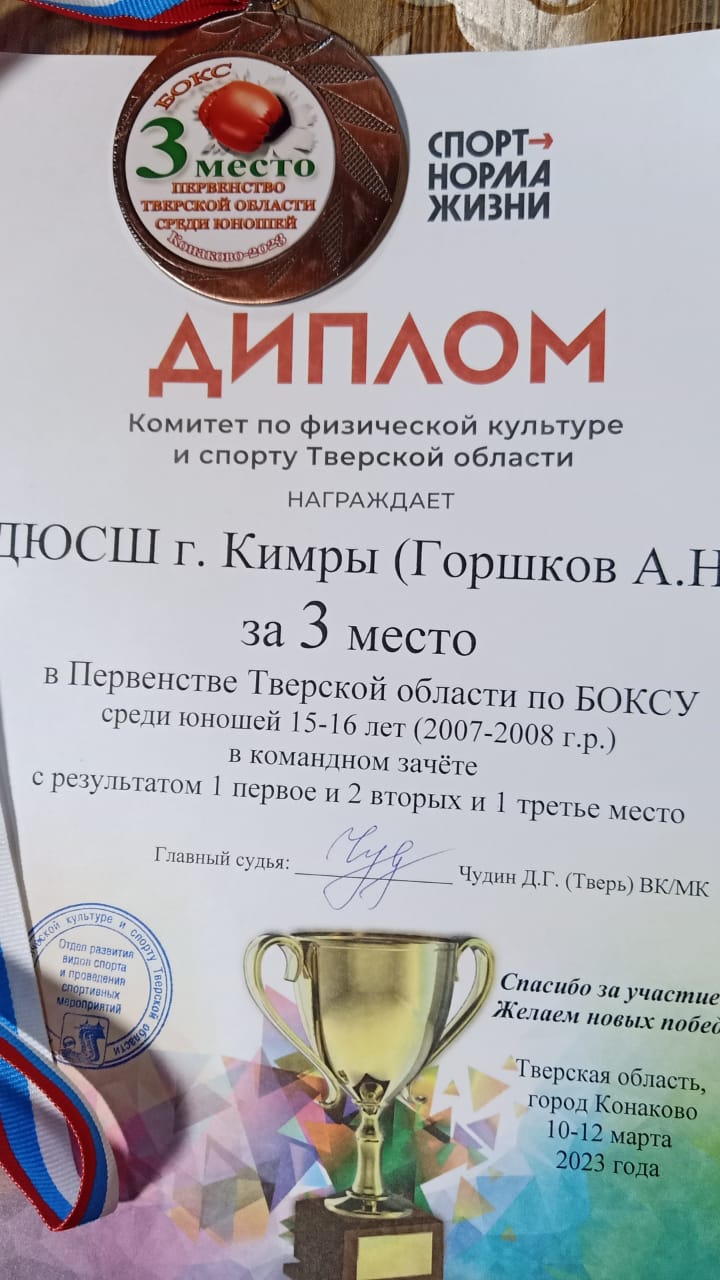 БОКС
3 место
ПЕРВЕНСТВО
ТВЕРСКОЙ ОБЛАСТИ
СРЕДИ ЮНОШЕЙ
Конаково-2023
СПОРТ→
НОРМА
ЖИЗНИ
ДИПЛОМ
Комитет по физической культуре
и спорту Тверской области
НАГРАЖДАЕТ
ДЮСШ г. Кимры (Горшков А.Н
за 3 место
в Первенстве Тверской области по БОКСУ
среди юношей 15-16 лет (2007-2008 г.р.)
в командном зачёте
с результатом 1 первое и 2 вторых и 1 третье место
Главный судья: Чудин Д.Г. (Тверь) ВК/МК
культуре и спорту Тверской области
Отдел развития
видов спорта
и проведения
спортивных
мероприятий
Спасибо за участие
Желаем новых побед
Тверская область,
город Конаково
10-12 марта
2023 года